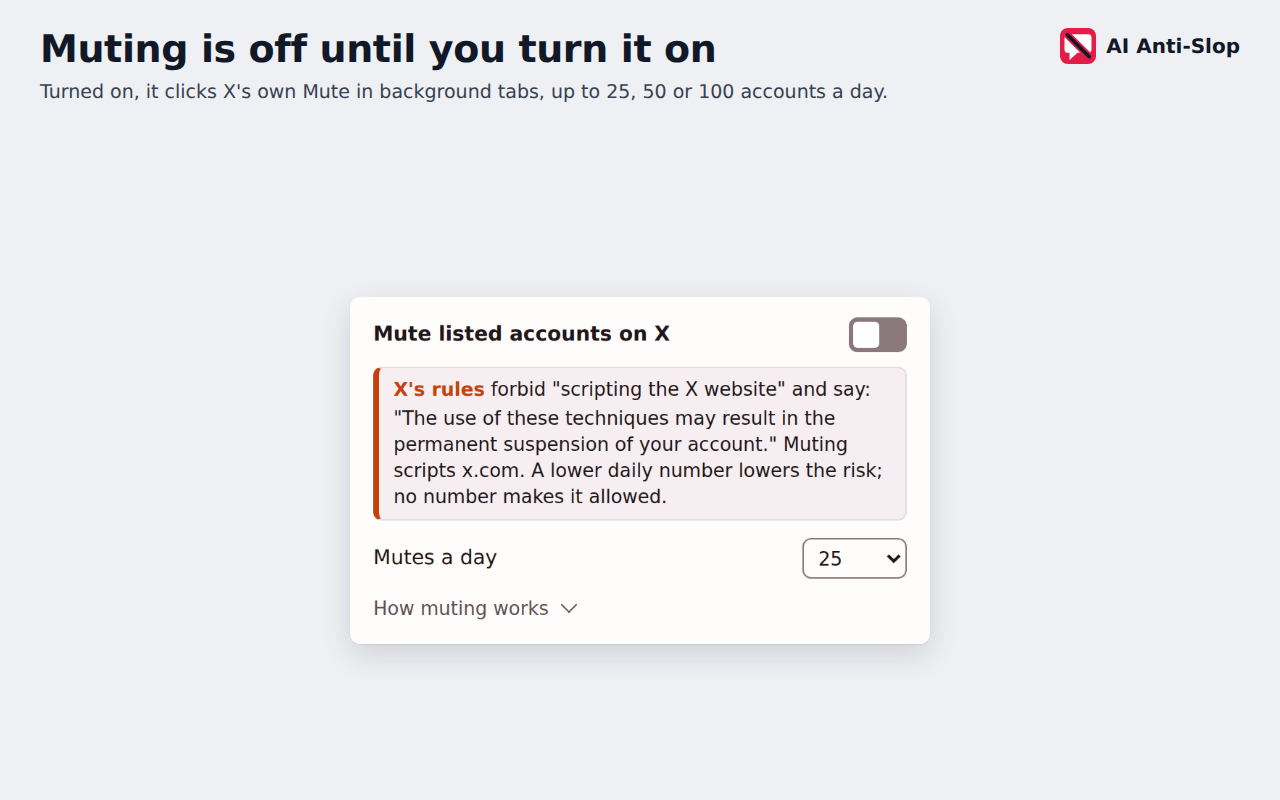 Muting is off until you turn it on
AI Anti-Slop
Turned on, it clicks X's own Mute in background tabs, up to 25, 50 or 100 accounts a day.
Mute listed accounts on X
X's rules forbid "scripting the X website" and say:
"The use of these techniques may result in the
permanent suspension of your account." Muting
scripts x.com. A lower daily number lowers the risk;
no number makes it allowed.
Mutes a day
25
How muting works